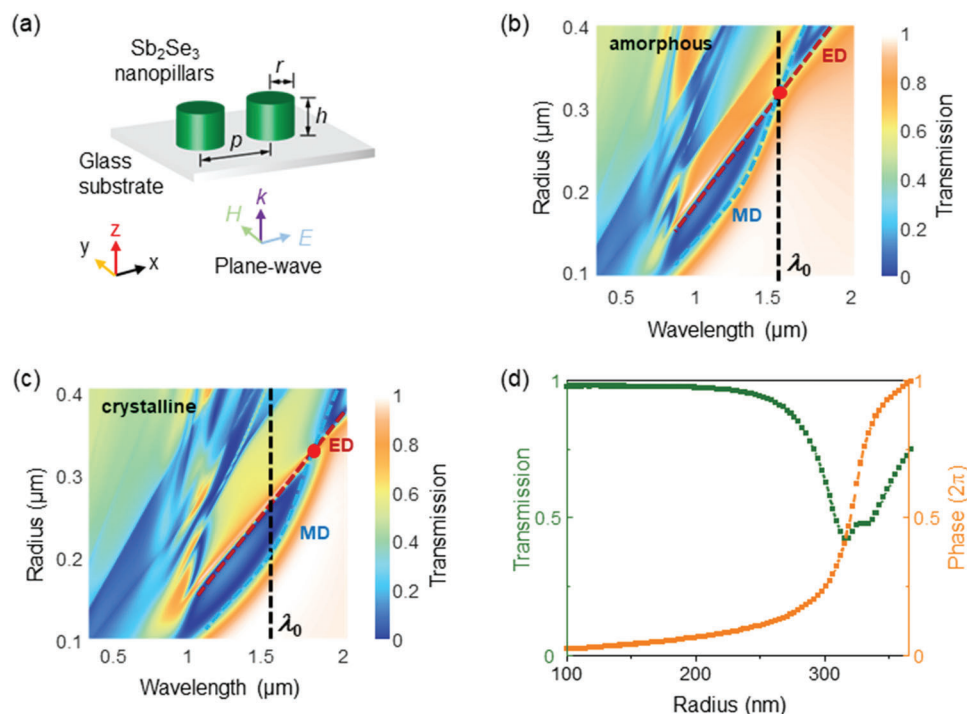 (a)
Sb₂Se₃
nanopillars
r
h
p
Glass
substrate
H
k
E
z
y
x
Plane-wave
(b)
amorphous
ED
MD
λ₀
0.4
0.3
0.2
0.1
Radius (µm)
0.5
1
1.5
2
Wavelength (µm)
1
0.8
0.6
0.4
0.2
0
Transmission
(c)
crystalline
ED
MD
λ₀
0.4
0.3
0.2
0.1
Radius (µm)
0.5
1
1.5
2
Wavelength (µm)
1
0.8
0.6
0.4
0.2
0
Transmission
(d)
1
0.5
0
Transmission
100
200
300
Radius (nm)
1
0.5
0
Phase (2π)